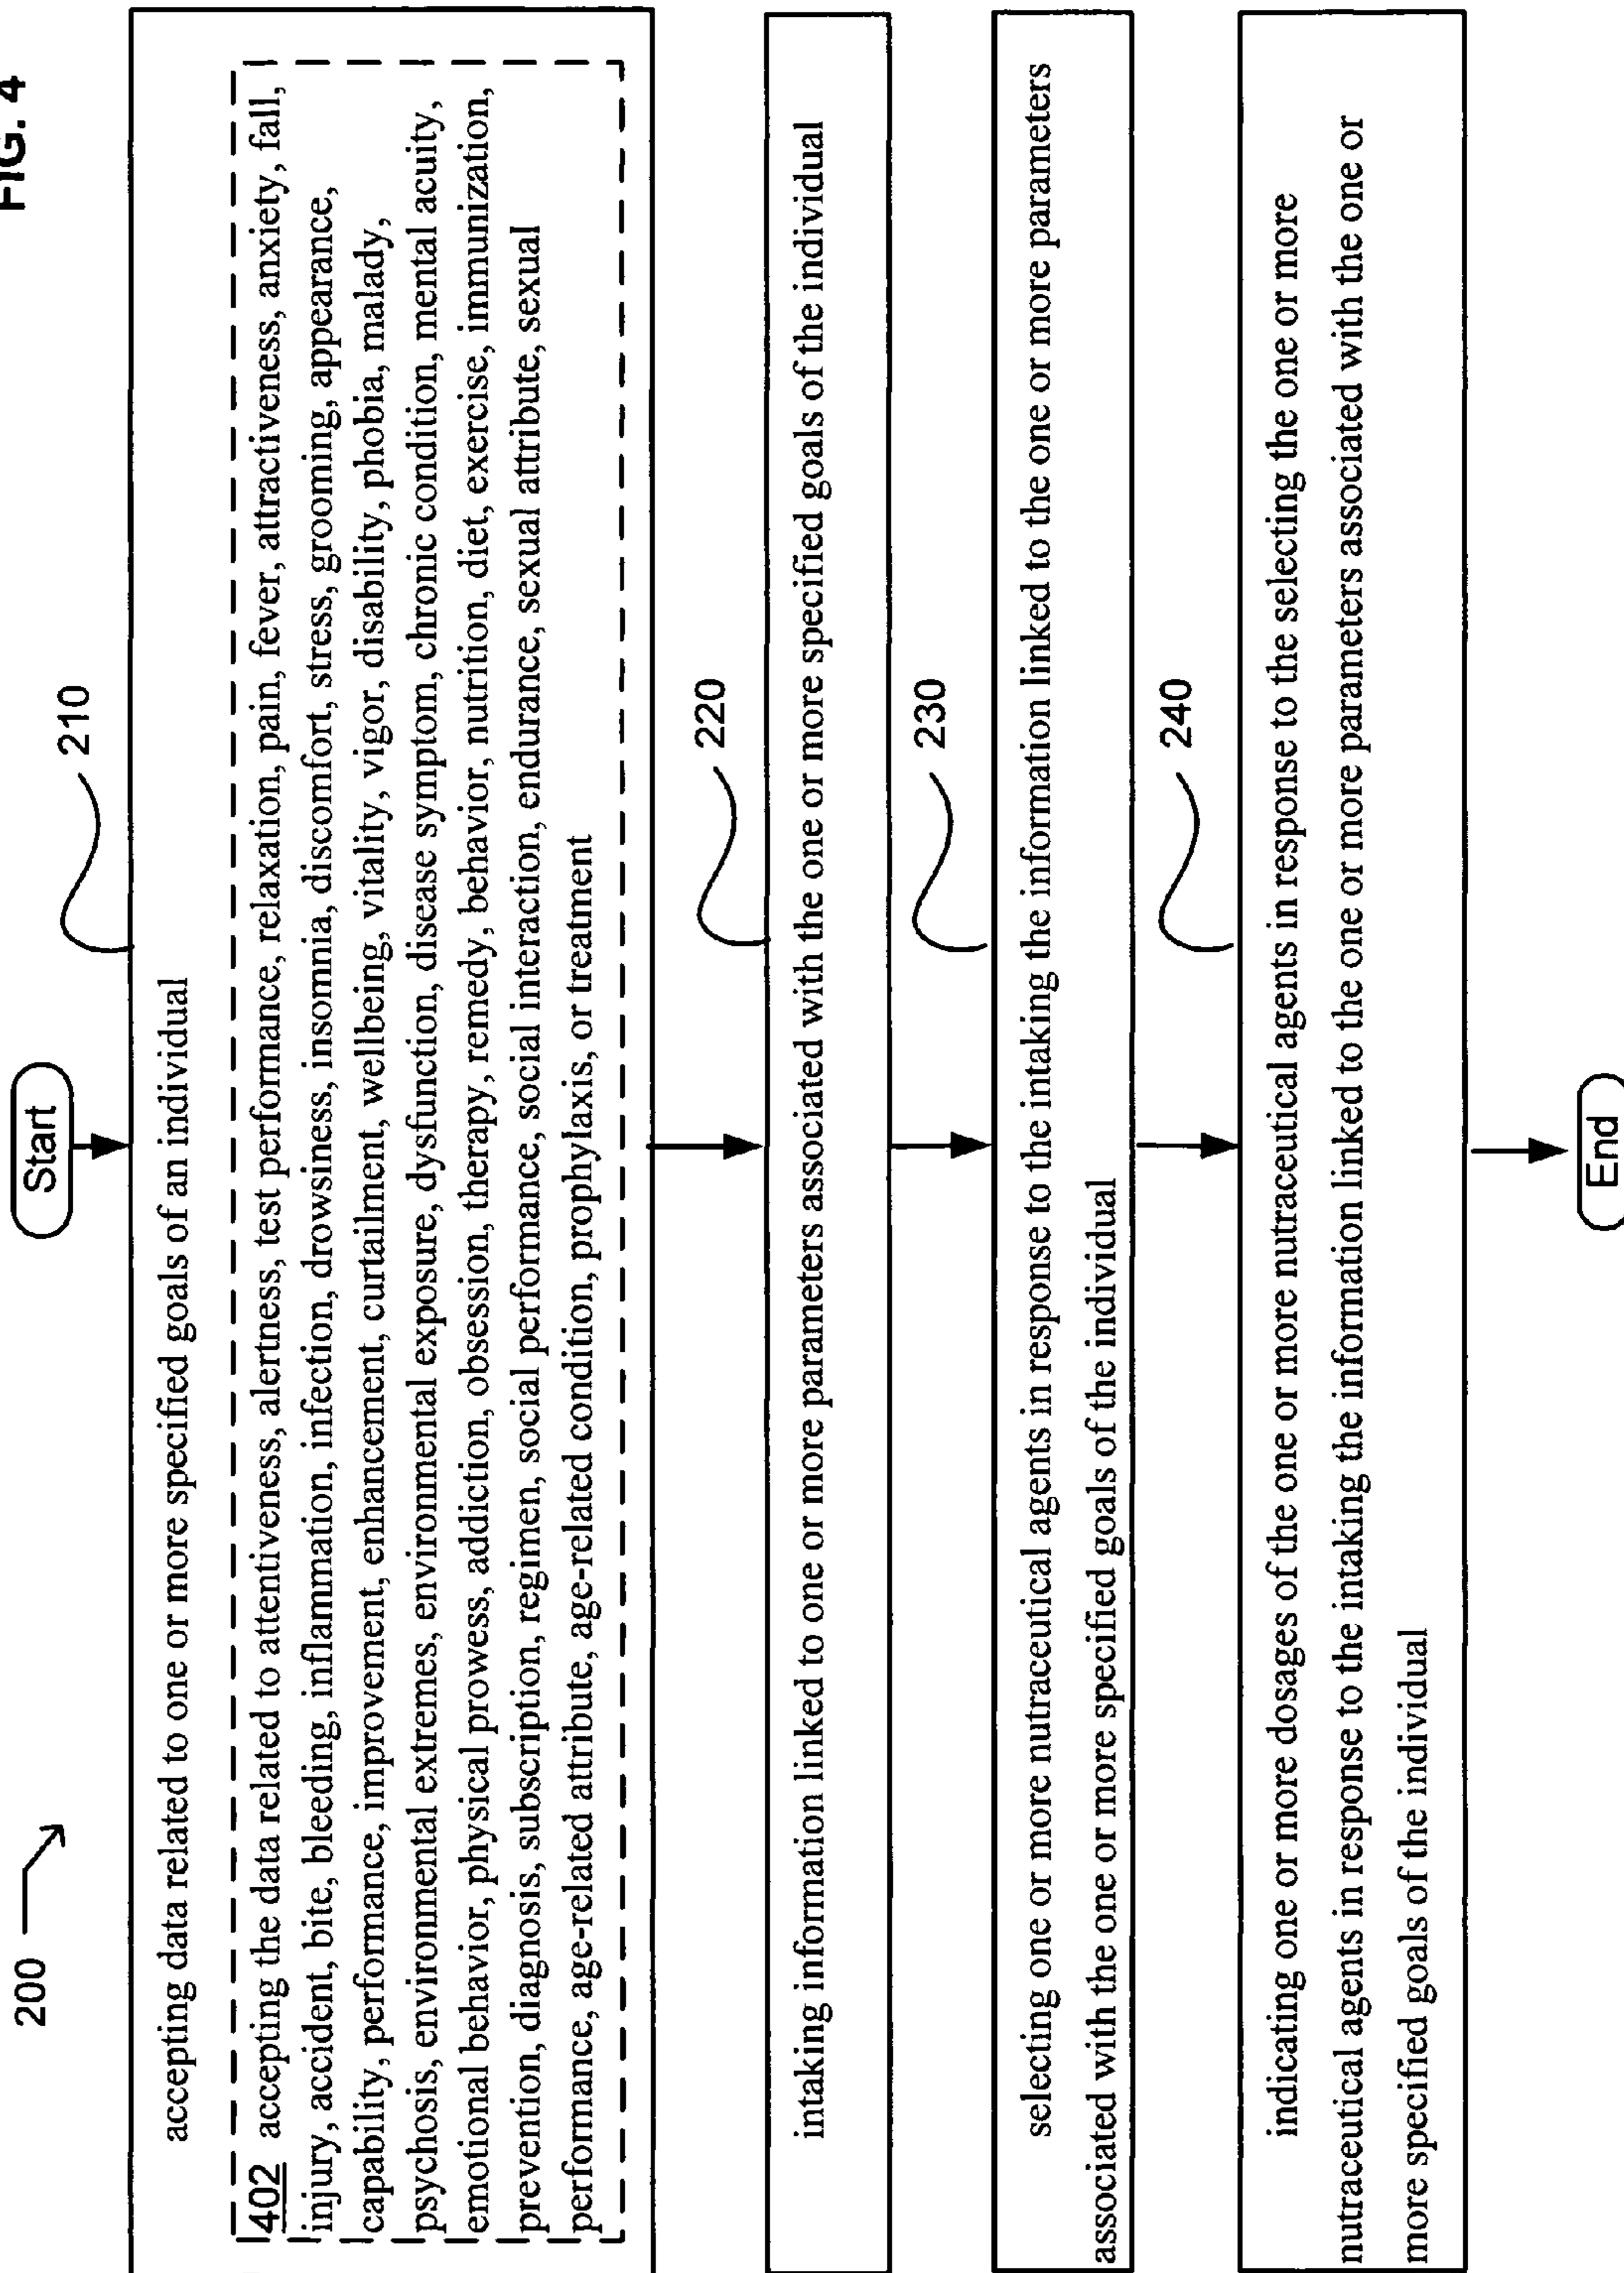 FIG. 4
200
Start
210
accepting data related to one or more specified goals of an individual
402 accepting the data related to attentiveness, alertness, test performance, relaxation, pain, fever, attractiveness, anxiety, fall,
injury, accident, bite, bleeding, inflammation, infection, drowsiness, insomnia, discomfort, stress, grooming, appearance,
capability, performance, improvement, enhancement, curtailment, wellbeing, vitality, vigor, disability, phobia, malady,
psychosis, environmental extremes, environmental exposure, dysfunction, disease symptom, chronic condition, mental acuity,
emotional behavior, physical prowess, addiction, obsession, therapy, remedy, behavior, nutrition, diet, exercise, immunization,
prevention, diagnosis, subscription, regimen, social performance, social interaction, endurance, sexual attribute, sexual
performance, age-related attribute, age-related condition, prophylaxis, or treatment
220
intaking information linked to one or more parameters associated with the one or more specified goals of the individual
230
selecting one or more nutraceutical agents in response to the intaking the information linked to the one or more parameters
associated with the one or more specified goals of the individual
240
indicating one or more dosages of the one or more nutraceutical agents in response to the selecting the one or more
nutraceutical agents in response to the intaking the information linked to the one or more parameters associated with the one or
more specified goals of the individual
End